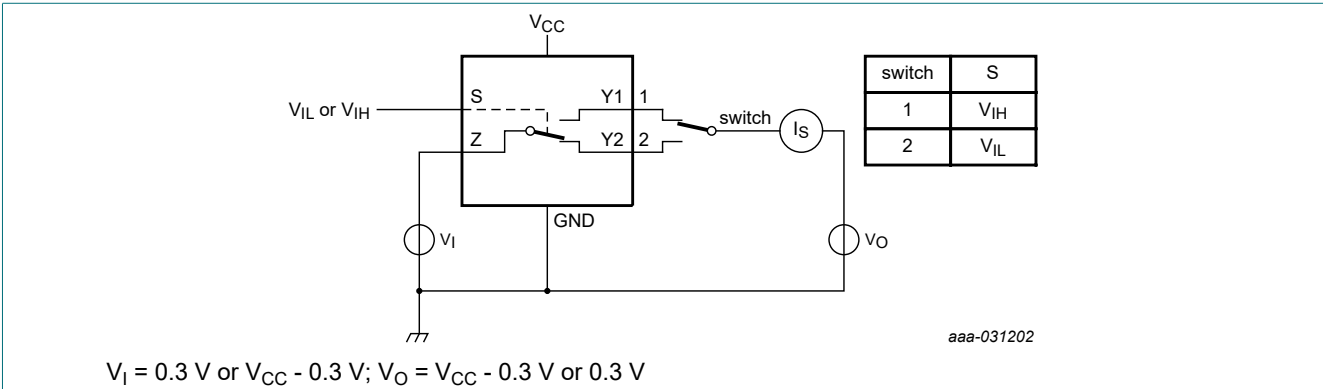 VCC
VIL or VIH
S
Z
Y1 1
Y2 2
switch
IS
GND
VI
VO
switch S
1 VIH
2 VIL
aaa-031202
VI = 0.3 V or VCC - 0.3 V; VO = VCC - 0.3 V or 0.3 V